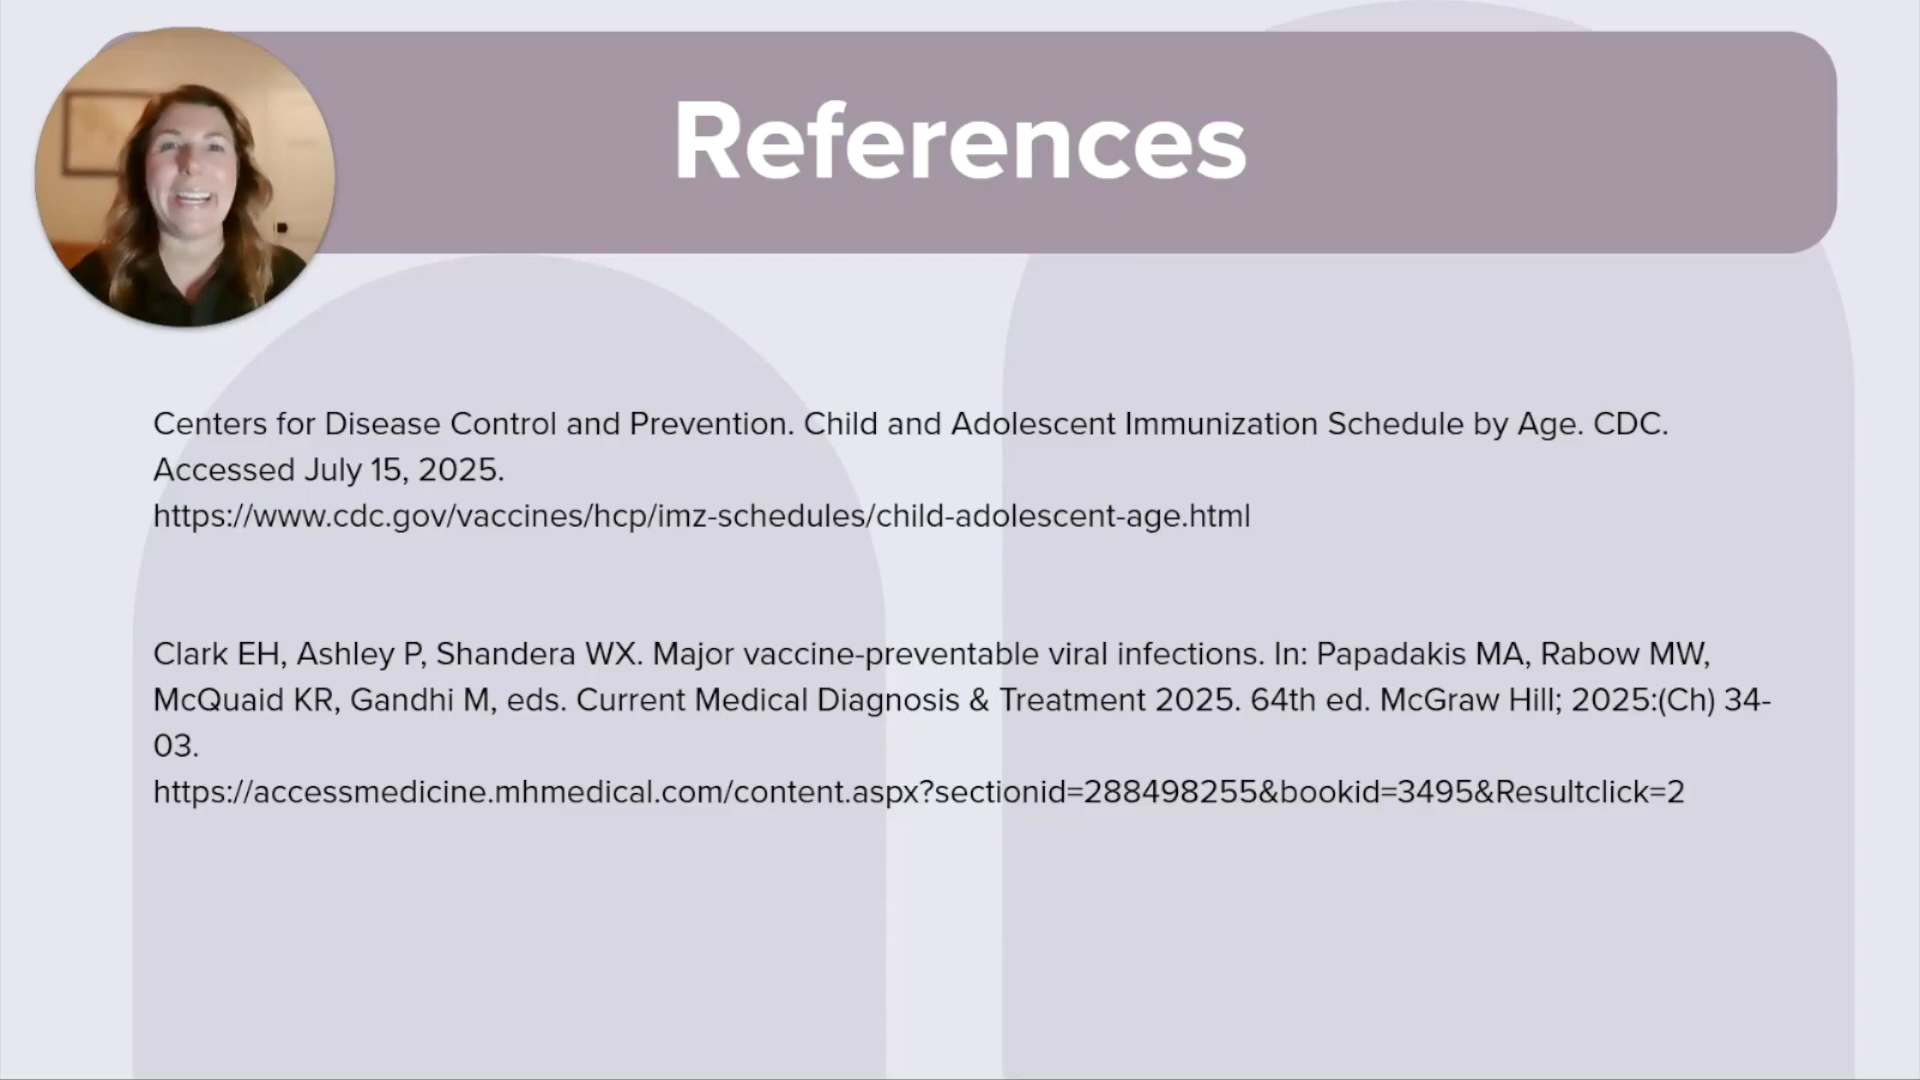 References
Centers for Disease Control and Prevention. Child and Adolescent Immunization Schedule by Age. CDC.
Accessed July 15, 2025.
https://www.cdc.gov/vaccines/hcp/imz-schedules/child-adolescent-age.html
Clark EH, Ashley P, Shandera WX. Major vaccine-preventable viral infections. In: Papadakis MA, Rabow MW,
McQuaid KR, Gandhi M, eds. Current Medical Diagnosis & Treatment 2025. 64th ed. McGraw Hill; 2025:(Ch) 34-
03.
https://accessmedicine.mhmedical.com/content.aspx?sectionid=288498255&bookid=3495&Resultclick=2